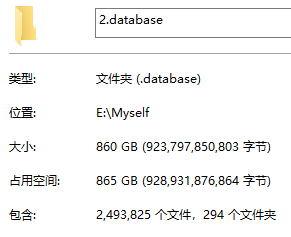 2.database
类型: 文件夹 (.database)
位置: E:\Myself
大小: 860 GB (923,797,850,803 字节)
占用空间: 865 GB (928,931,876,864 字节)
包含: 2,493,825 个文件，294 个文件夹